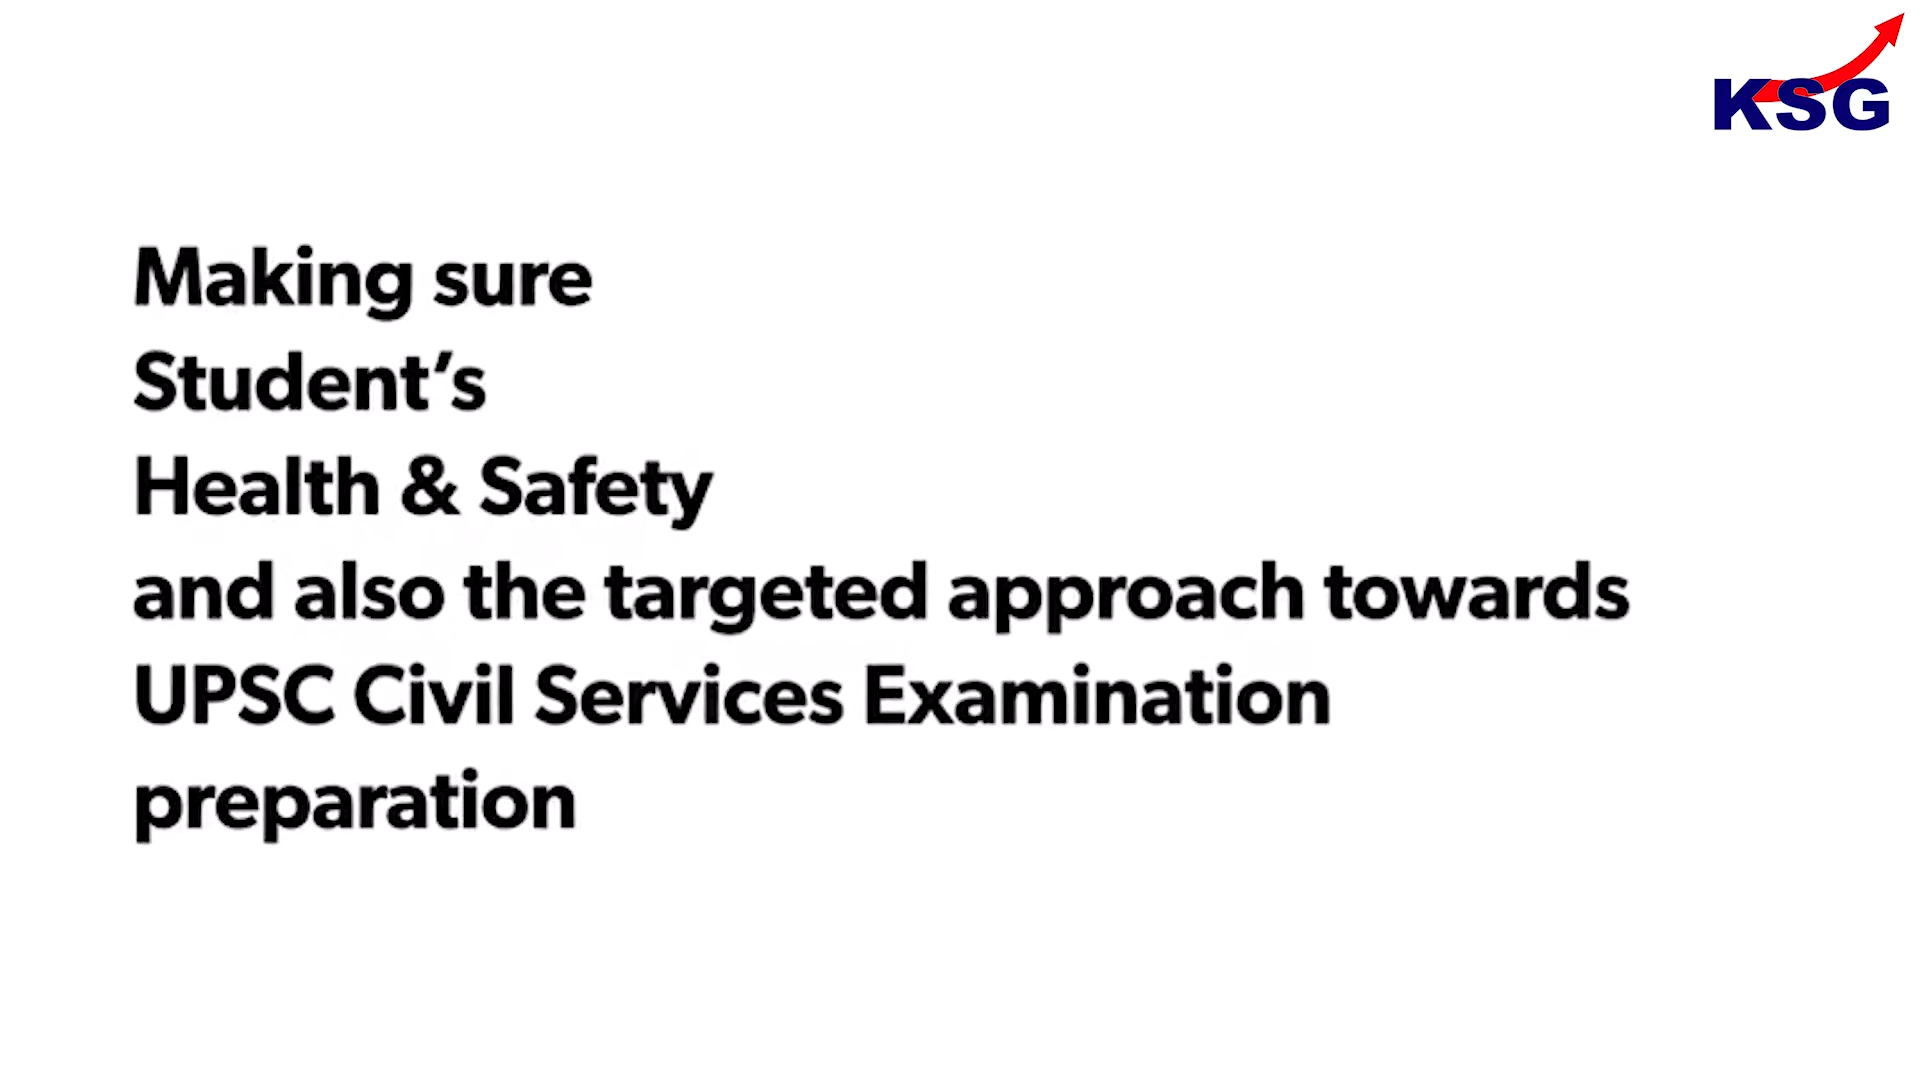 KSG
Making sure
Student’s
Health & Safety
and also the targeted approach towards
UPSC Civil Services Examination
preparation